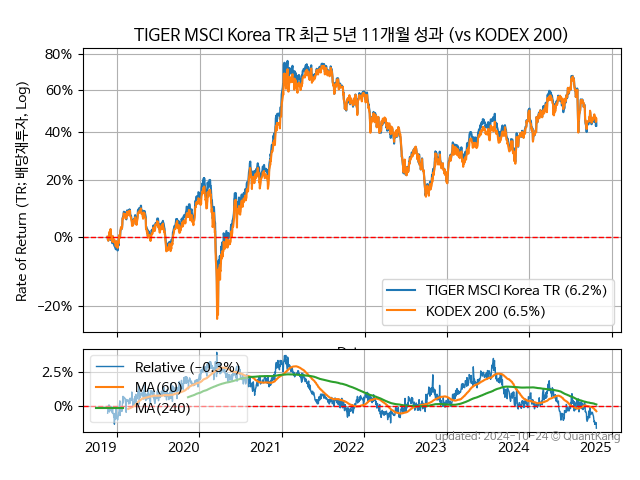 TIGER MSCI Korea TR 최근 5년 11개월 성과 (vs KODEX 200)
Rate of Return (TR: 배당재투자, Log)
80%
60%
40%
20%
0%
−20%
TIGER MSCI Korea TR (6.2%)
KODEX 200 (6.5%)
2.5%
0%
Relative (−0.3%)
MA(60)
MA(240)
updated: 2024-10-24 © QuantKang
2019 2020 2021 2022 2023 2024 2025